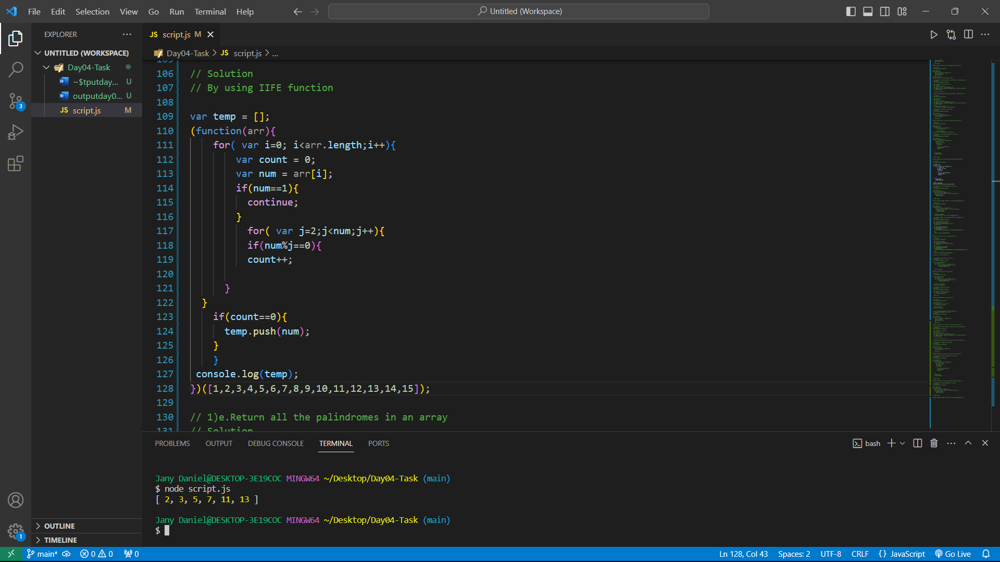 File Edit Selection View Go Run Terminal Help
Untitled (Workspace)
EXPLORER
UNTITLED (WORKSPACE)
Day04-Task
~$tputday... U
outputday0... U
JS script.js M
3
1
OUTLINE
TIMELINE
JS script.js M
Day04-Task > JS script.js > ...
105
106 // Solution
107 // By using IIFE function
108
109 var temp = [];
110 (function(arr){
111 for( var i=0; i<arr.length;i++){
112 var count = 0;
113 var num = arr[i];
114 if(num==1){
115 continue;
116 }
117 for( var j=2;j<num;j++){
118 if(num%j==0){
119 count++;
120
121 }
122 }
123 if(count==0){
124 temp.push(num);
125 }
126 }
127 console.log(temp);
128 })([1,2,3,4,5,6,7,8,9,10,11,12,13,14,15]);
129
130 // 1)e.Return all the palindromes in an array
131 // Solution
PROBLEMS OUTPUT DEBUG CONSOLE TERMINAL PORTS
bash
Jany Daniel@DESKTOP-3E19COC MINGW64 ~/Desktop/Day04-Task (main)
$ node script.js
[ 2, 3, 5, 7, 11, 13 ]
Jany Daniel@DESKTOP-3E19COC MINGW64 ~/Desktop/Day04-Task (main)
$
main* 0 0 0 Ln 128, Col 43 Spaces: 2 UTF-8 CRLF {} JavaScript Go Live